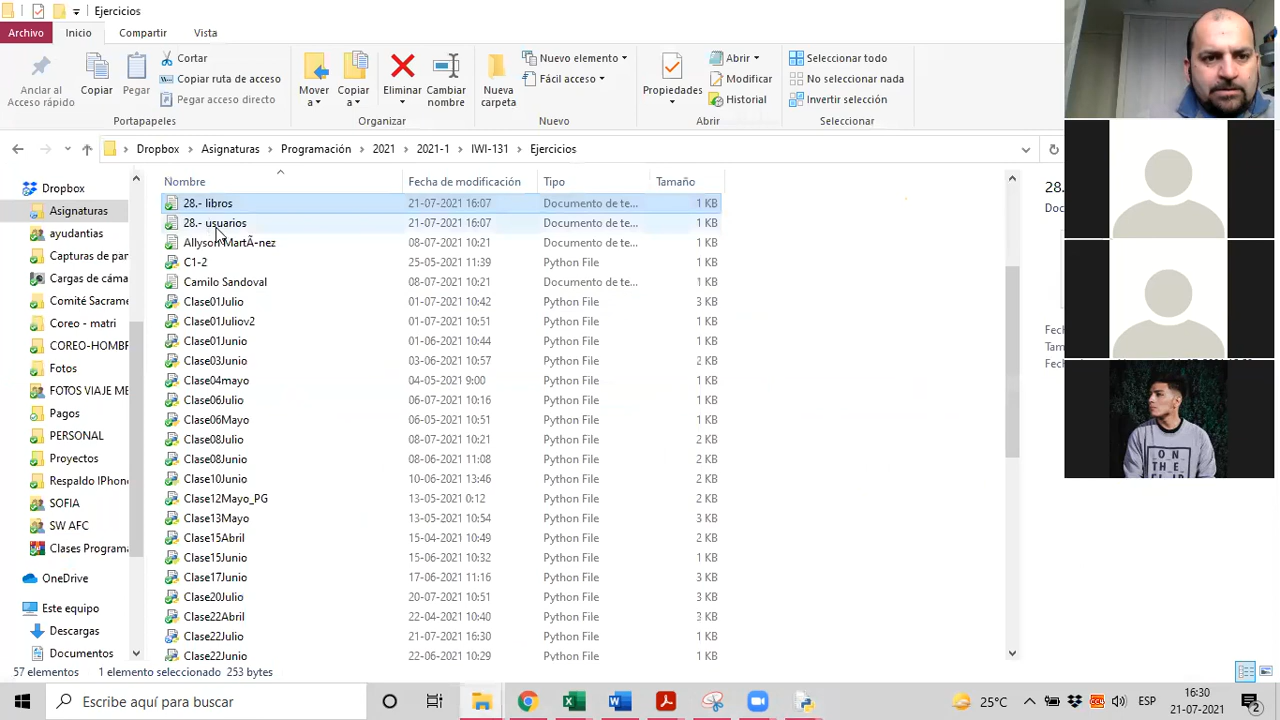 Ejercicios
Archivo Inicio Compartir Vista
Anclar al Acceso rápido
Copiar
Pegar
Cortar
Copiar ruta de acceso
Pegar acceso directo
Portapapeles
Mover a
Copiar a
Eliminar
Cambiar nombre
Organizar
Nueva carpeta
Nuevo elemento
Fácil acceso
Nuevo
Propiedades
Abrir
Modificar
Historial
Abrir
Seleccionar todo
No seleccionar nada
Invertir selección
Seleccionar
Dropbox > Asignaturas > Programación > 2021 > 2021-1 > IWI-131 > Ejercicios
Dropbox
Asignaturas
ayudantias
Capturas de pan
Cargas de cáma
Comité Sacrame
Coreo - matri
COREO-HOMBR
Fotos
FOTOS VIAJE ME
Pagos
PERSONAL
Proyectos
Respaldo IPhone
SOFIA
SW AFC
Clases Programa
OneDrive
Este equipo
Descargas
Documentos
Nombre Fecha de modificación Tipo Tamaño
28.- libros 21-07-2021 16:07 Documento de te... 1 KB
28.- usuarios 21-07-2021 16:07 Documento de te... 1 KB
Allyson MartÃ-nez 08-07-2021 10:21 Documento de te... 1 KB
C1-2 25-05-2021 11:39 Python File 1 KB
Camilo Sandoval 08-07-2021 10:21 Documento de te... 1 KB
Clase01Julio 01-07-2021 10:42 Python File 3 KB
Clase01Juliov2 01-07-2021 10:51 Python File 1 KB
Clase01Junio 01-06-2021 10:44 Python File 1 KB
Clase03Junio 03-06-2021 10:57 Python File 2 KB
Clase04mayo 04-05-2021 9:00 Python File 2 KB
Clase06Julio 06-07-2021 10:16 Python File 2 KB
Clase06Mayo 06-05-2021 10:51 Python File 1 KB
Clase08Julio 08-07-2021 10:21 Python File 2 KB
Clase08Junio 08-06-2021 11:08 Python File 1 KB
Clase10Junio 10-06-2021 13:46 Python File 2 KB
Clase12Mayo_PG 13-05-2021 0:12 Python File 2 KB
Clase13Mayo 13-05-2021 10:54 Python File 3 KB
Clase15Abril 15-04-2021 10:49 Python File 2 KB
Clase15Junio 15-06-2021 10:32 Python File 1 KB
Clase17Junio 17-06-2021 11:16 Python File 3 KB
Clase20Julio 20-07-2021 10:51 Python File 3 KB
Clase22Abril 22-04-2021 10:40 Python File 3 KB
Clase22Julio 21-07-2021 16:30 Python File 1 KB
Clase22Junio 22-06-2021 10:29 Python File 1 KB
28.
Doc
Fech
Tam
57 elementos 1 elemento seleccionado 253 bytes
Escribe aquí para buscar
25°C
ESP
16:30
21-07-2021
2
ON
THE